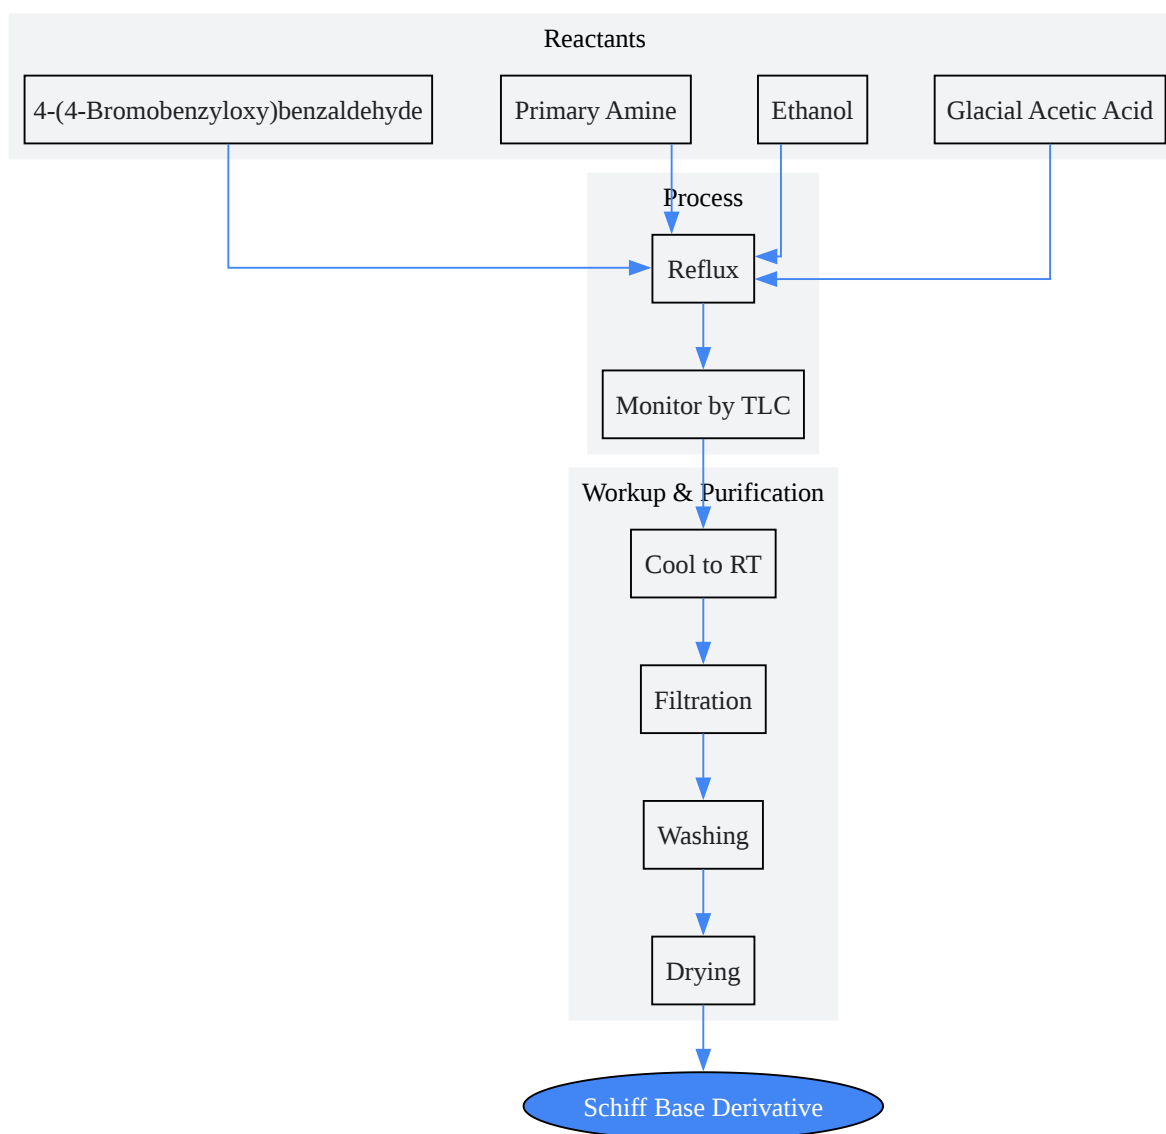 Reactants
4-(4-Bromobenzyloxy)benzaldehyde
Primary Amine
Ethanol
Glacial Acetic Acid
Process
Reflux
Monitor by TLC
Workup & Purification
Cool to RT
Filtration
Washing
Drying
Schiff Base Derivative